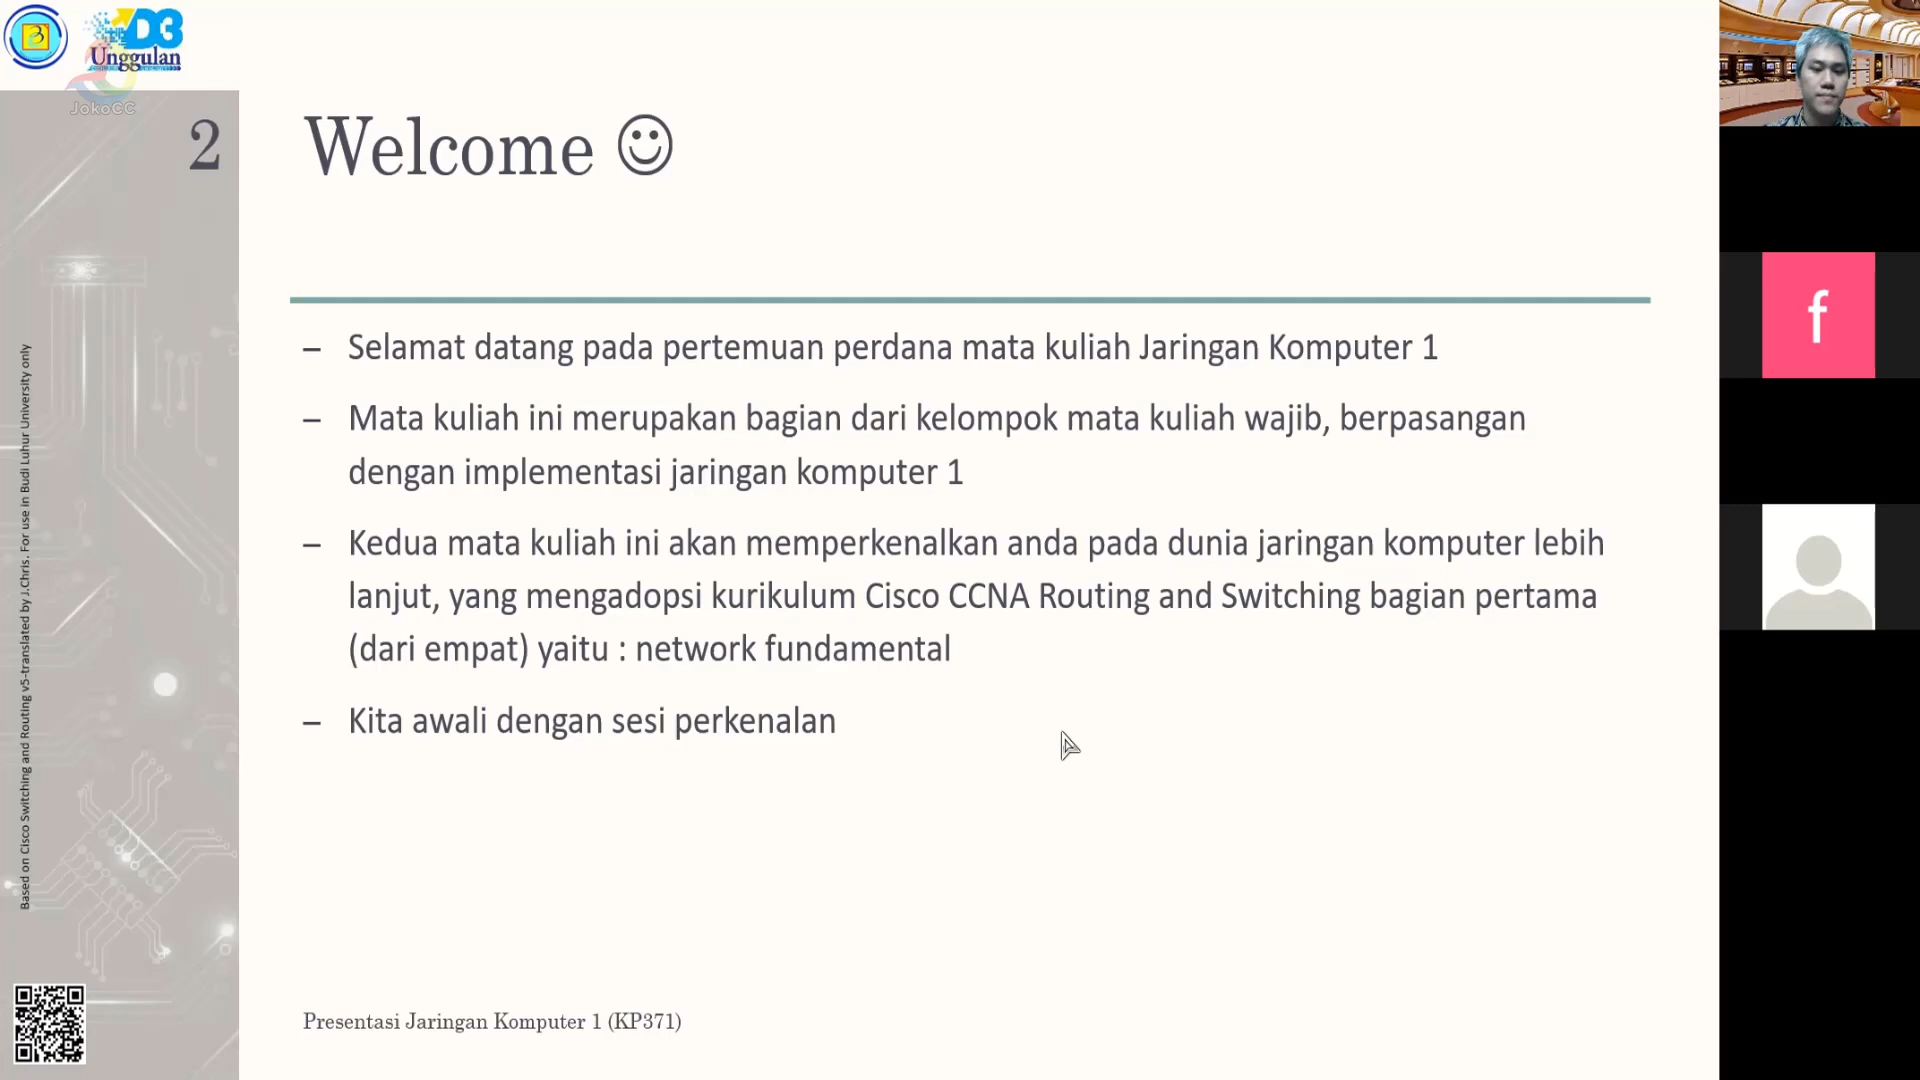 D3
Unggulan
JokoCC
2
Welcome ☺
– Selamat datang pada pertemuan perdana mata kuliah Jaringan Komputer 1
– Mata kuliah ini merupakan bagian dari kelompok mata kuliah wajib, berpasangan
dengan implementasi jaringan komputer 1
– Kedua mata kuliah ini akan memperkenalkan anda pada dunia jaringan komputer lebih
lanjut, yang mengadopsi kurikulum Cisco CCNA Routing and Switching bagian pertama
(dari empat) yaitu : network fundamental
– Kita awali dengan sesi perkenalan
Based on Cisco Switching and Routing v5-translated by J.Chris. For use in Budi Luhur University only
Presentasi Jaringan Komputer 1 (KP371)
f